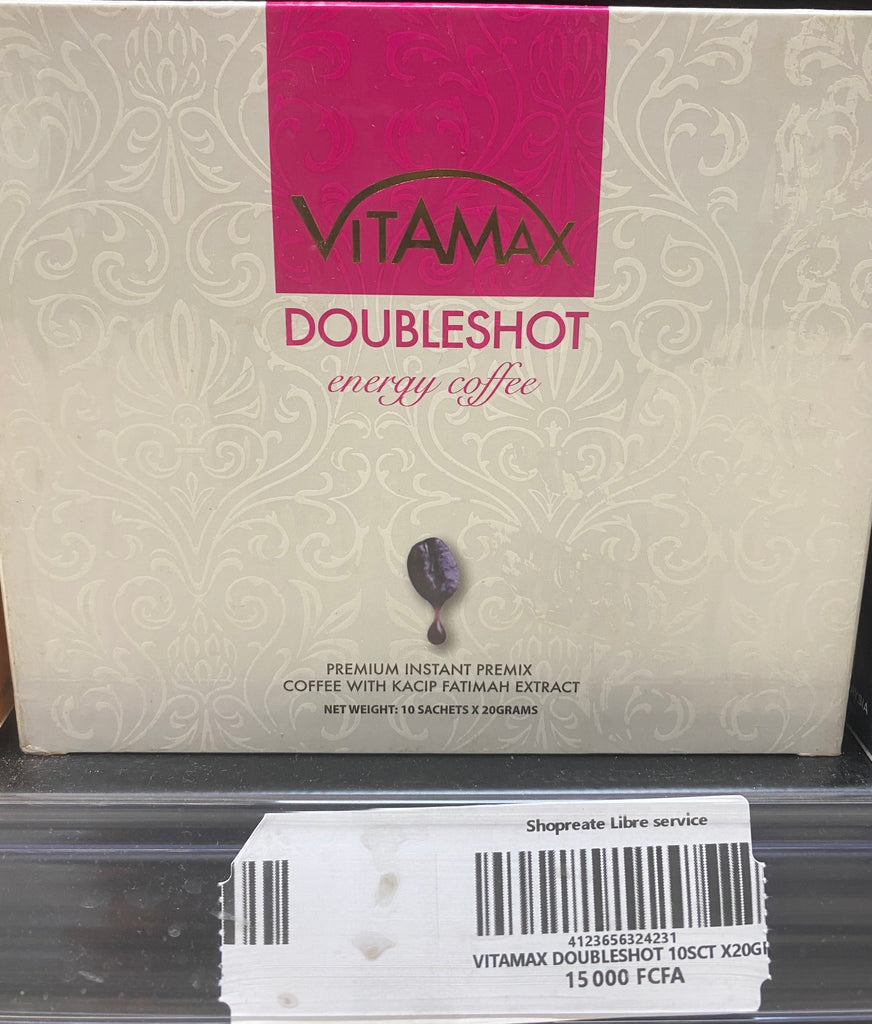 VITAMAX
DOUBLESHOT
energy coffee
PREMIUM INSTANT PREMIX
COFFEE WITH KACIP FATIMAH EXTRACT
NET WEIGHT: 10 SACHETS X 20GRAMS
Shopreate Libre service
4123656324231
VITAMAX DOUBLESHOT 10SCT X20G
15 000 FCFA